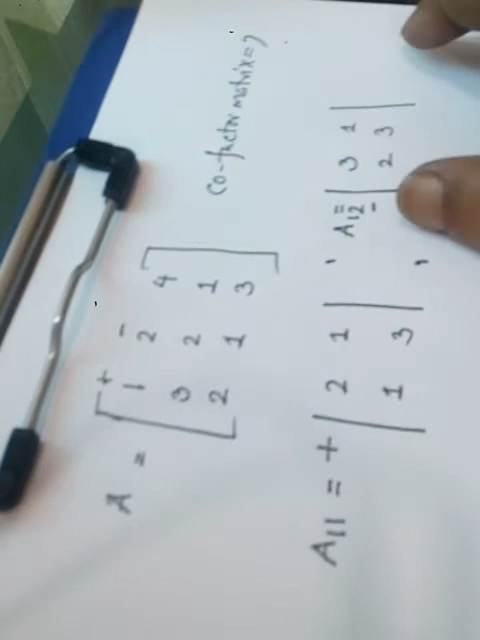 + -
A = [ 1 2 4 Co-factor matrix = ?
3 2 1
2 1 3 ]
A11 = + | 2 1 | , A12 = - | 3 1 |
| 1 3 | , | 2 3 |